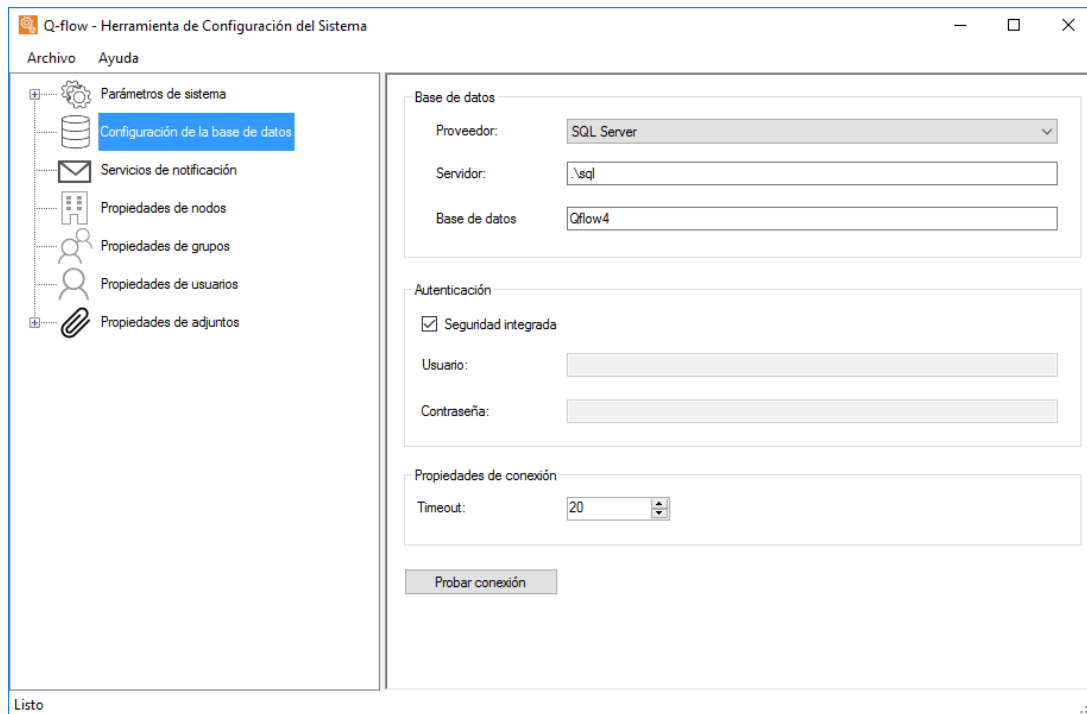 Q-flow - Herramienta de Configuración del Sistema
Archivo Ayuda
Parámetros de sistema
Configuración de la base de datos
Servicios de notificación
Propiedades de nodos
Propiedades de grupos
Propiedades de usuarios
Propiedades de adjuntos
Base de datos
Proveedor: SQL Server
Servidor: .\sql
Base de datos Qflow4
Autenticación
Seguridad integrada
Usuario:
Contraseña:
Propiedades de conexión
Timeout: 20
Probar conexión
Listo